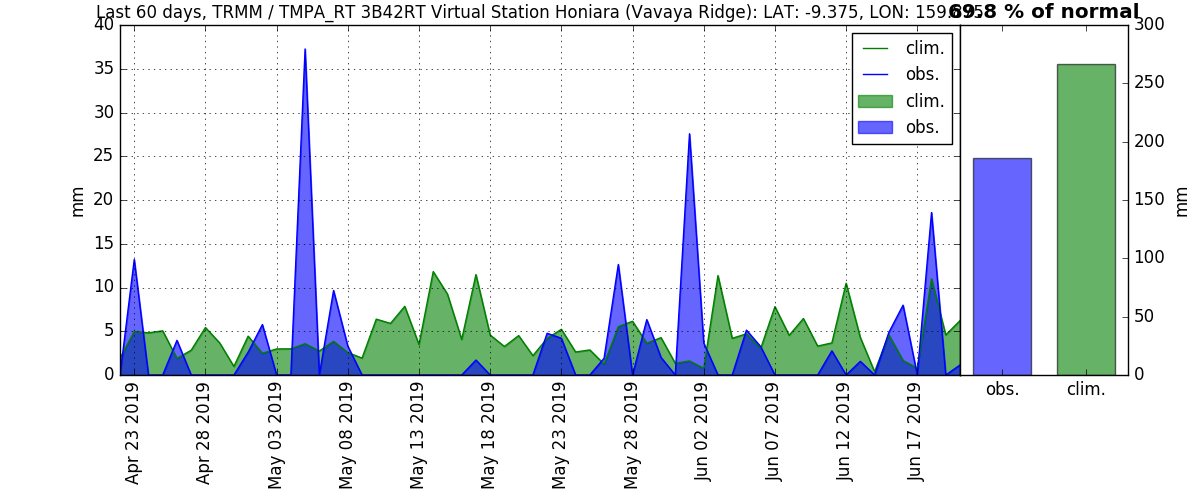 Last 60 days, TRMM / TMPA_RT 3B42RT Virtual Station Honiara (Vavaya Ridge): LAT: -9.375, LON:
69.8 % of normal
40
35
30
25
20
15
10
5
0
mm
clim.
obs.
clim.
obs.
300
250
200
150
100
50
0
mm
obs.
clim.
Apr 23 2019
Apr 28 2019
May 03 2019
May 08 2019
May 13 2019
May 18 2019
May 23 2019
May 28 2019
Jun 02 2019
Jun 07 2019
Jun 12 2019
Jun 17 2019